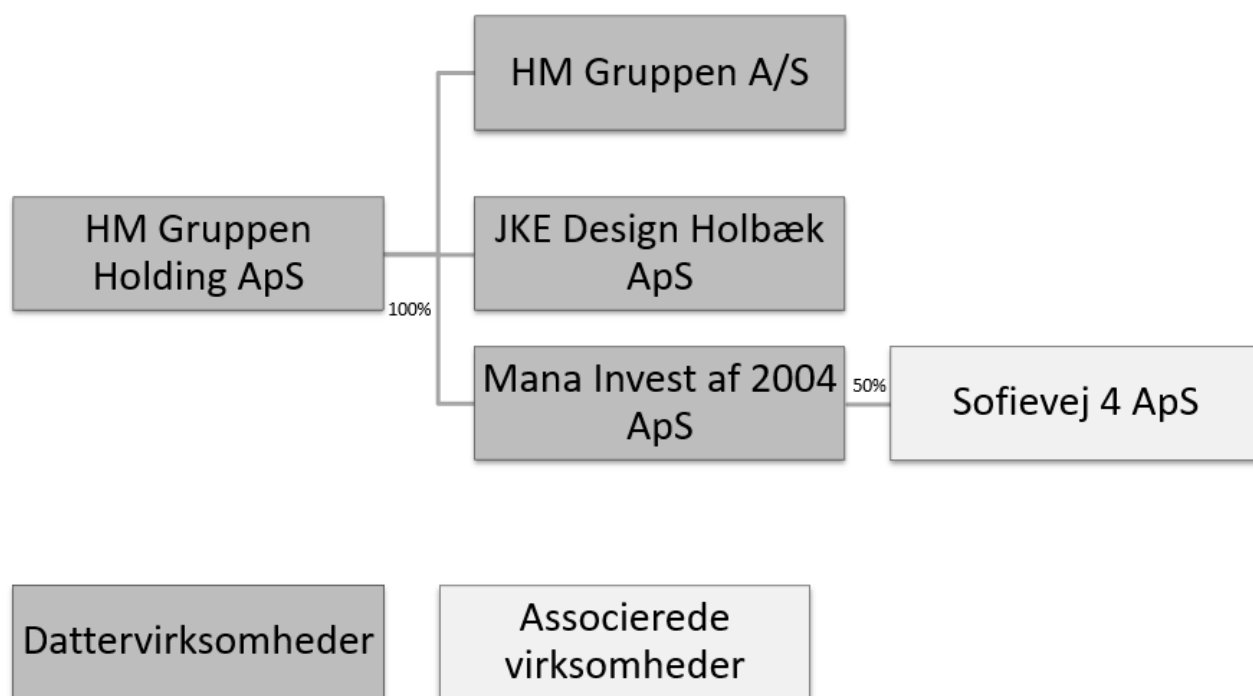 HM Gruppen A/S
HM Gruppen
Holding ApS
100%
JKE Design Holbæk
ApS
Mana Invest af 2004
ApS
50%
Sofievej 4 ApS
Dattervirksomheder
Associerede
virksomheder